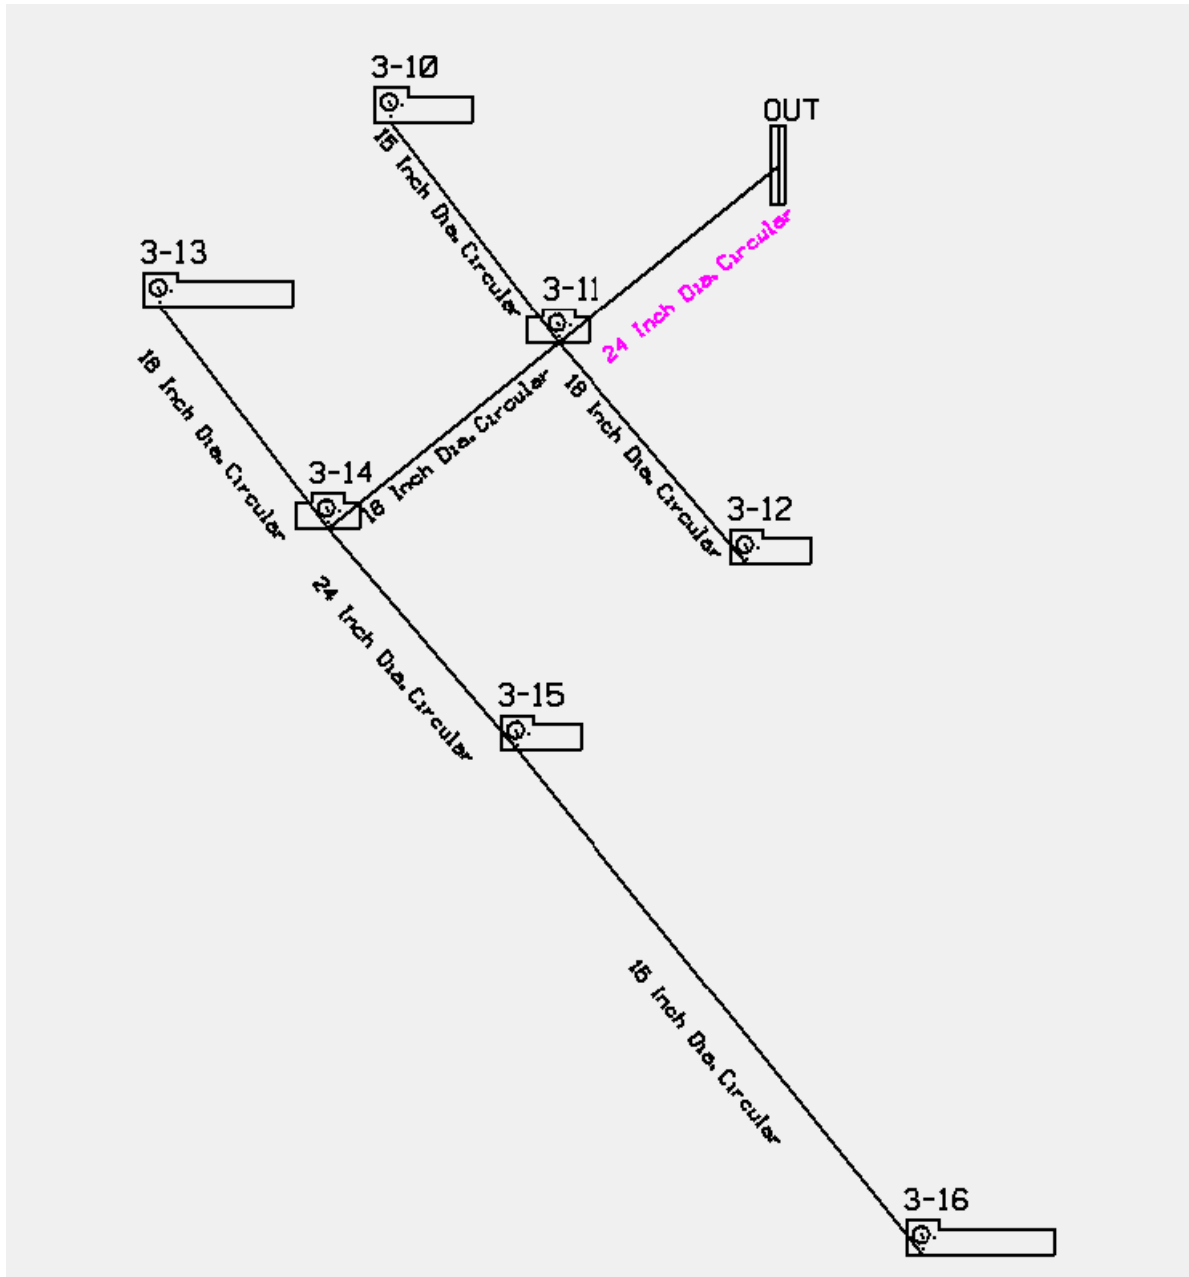 3-10
OUT
15 Inch Dia. Circular
3-13
3-11
24 Inch Dia. Circular
18 Inch Dia. Circular
18 Inch Dia. Circular
18 Inch Dia. Circular
3-14
3-12
24 Inch Dia. Circular
3-15
15 Inch Dia. Circular
3-16